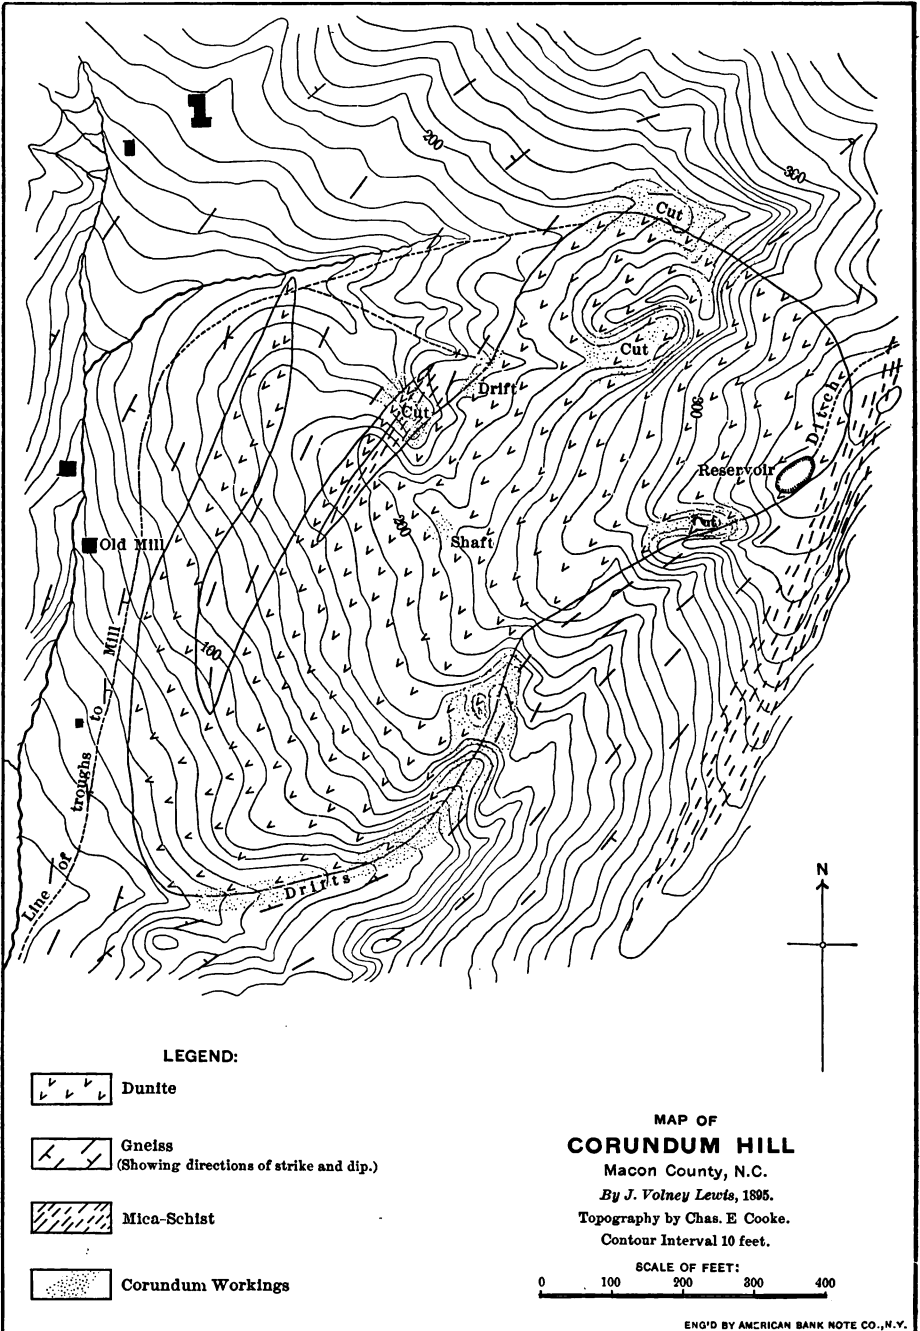 200
300
Cut
Cut
Drift
Cut
300
Ditch
Reservoir
200
Cut
Old Mill
Shaft
100
Line of troughs to Mill
Drifts
N
LEGEND:
Dunite
Gneiss
(Showing directions of strike and dip.)
Mica-Schist
Corundum Workings
MAP OF
CORUNDUM HILL
Macon County, N.C.
By J. Volney Lewis, 1895.
Topography by Chas. E Cooke.
Contour Interval 10 feet.
SCALE OF FEET:
0 100 200 300 400
ENG'D BY AMERICAN BANK NOTE CO., N.Y.